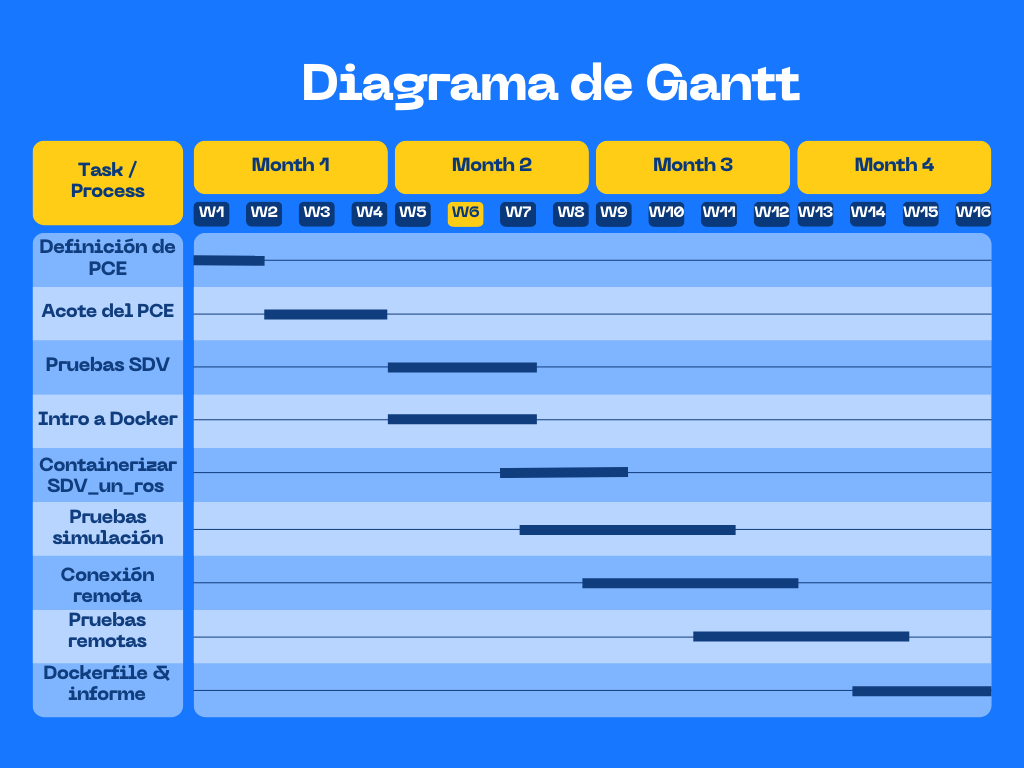 Diagrama de Gantt
Task /
Process
Month 1
Month 2
Month 3
Month 4
W1 W2 W3 W4 W5 W6 W7 W8 W9 W10 W11 W12 W13 W14 W15 W16
Definición de
PCE
Acote del PCE
Pruebas SDV
Intro a Docker
Containerizar
SDV_un_ros
Pruebas
simulación
Conexión
remota
Pruebas
remotas
Dockerfile &
informe